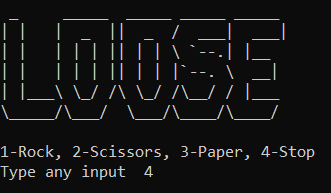 LOOSE
1-Rock, 2-Scissors, 3-Paper, 4-Stop
Type any input 4